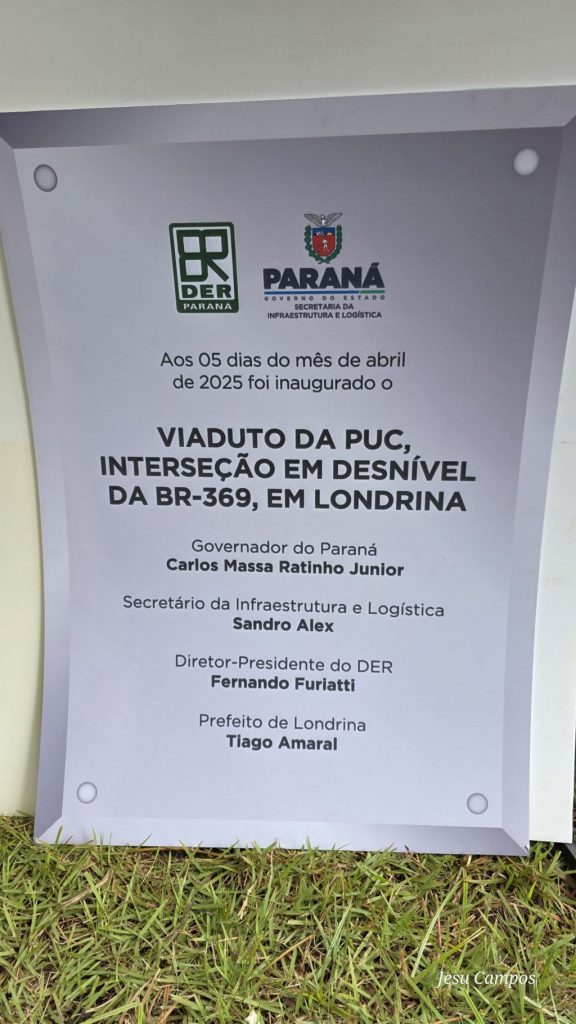 DER
PARANÁ
PARANÁ
GOVERNO DO ESTADO
SECRETARIA DA
INFRAESTRUTURA E LOGÍSTICA
Aos 05 dias do mês de abril
de 2025 foi inaugurado o
VIADUTO DA PUC,
INTERSEÇÃO EM DESNÍVEL
DA BR-369, EM LONDRINA
Governador do Paraná
Carlos Massa Ratinho Junior
Secretário da Infraestrutura e Logística
Sandro Alex
Diretor-Presidente do DER
Fernando Furiatti
Prefeito de Londrina
Tiago Amaral
Jesu Campos